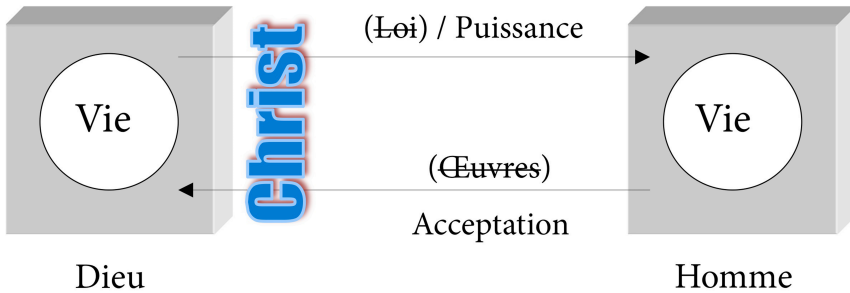 (Loi) / Puissance
Vie
Christ
Vie
(Œuvres)
Acceptation
Dieu
Homme